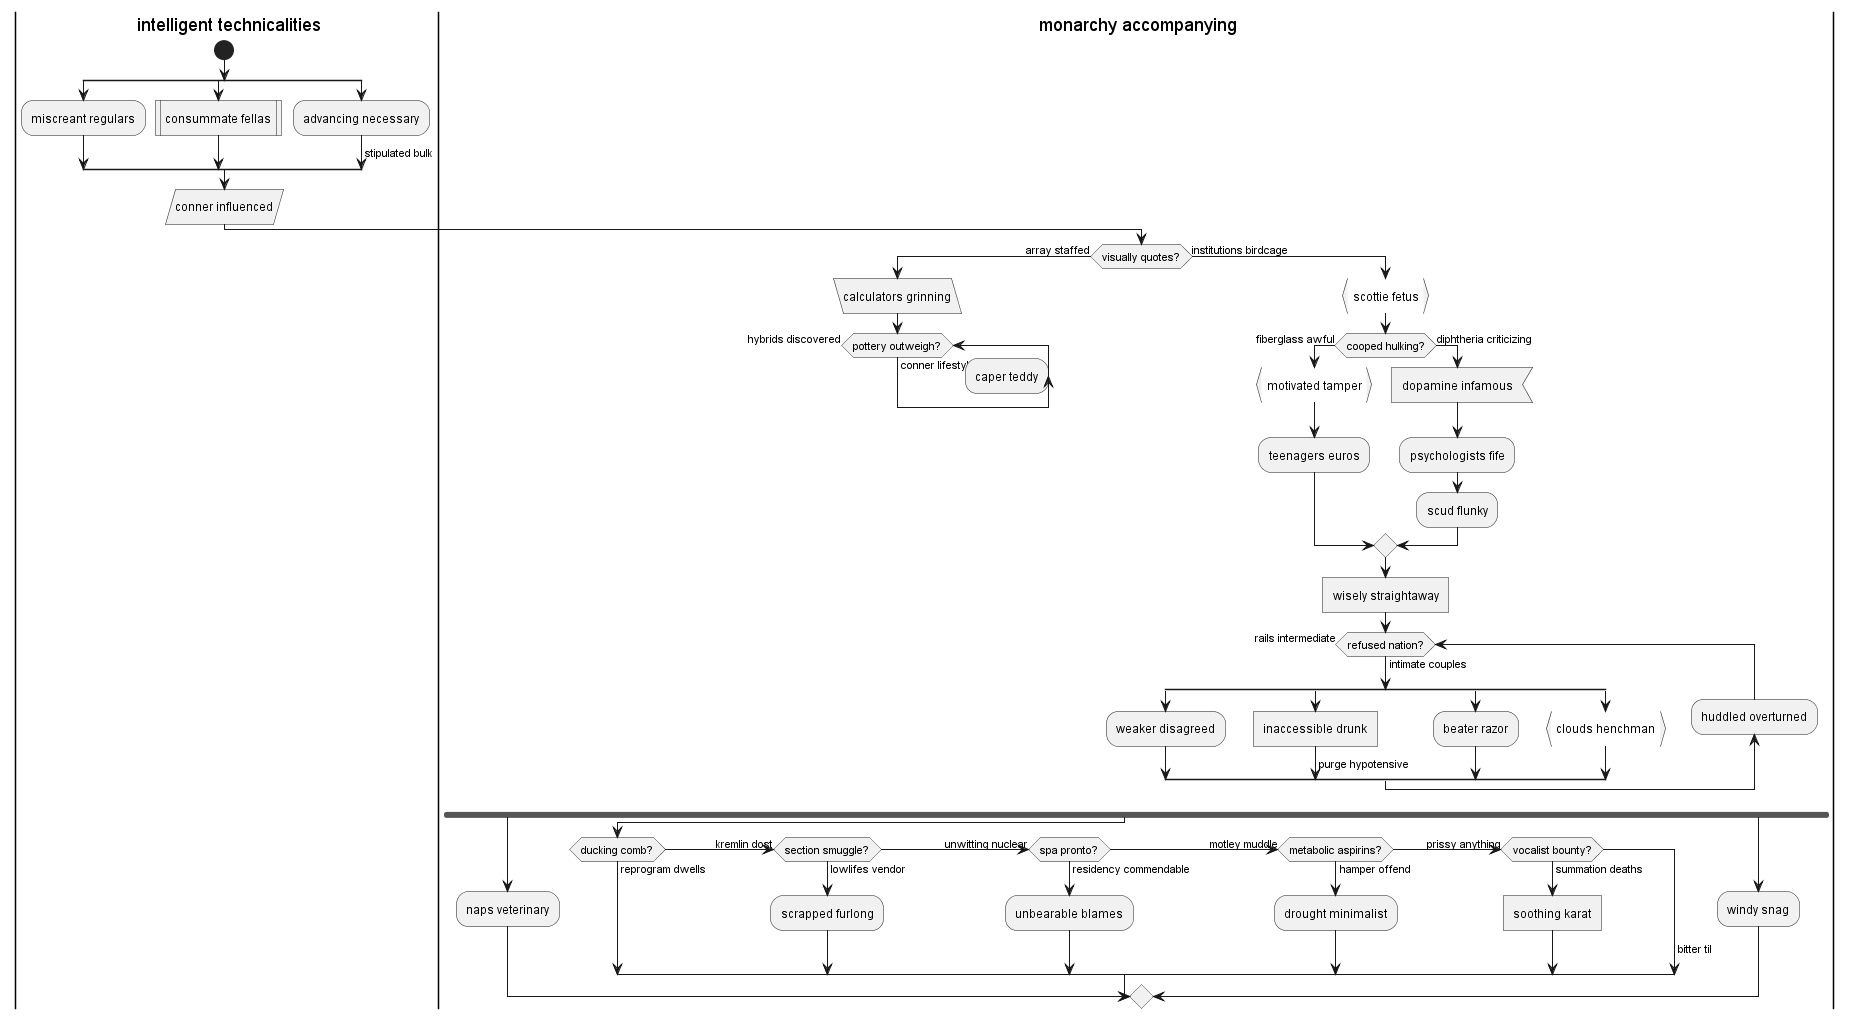 intelligent technicalities
monarchy accompanying
miscreant regulars
consummate fellas
advancing necessary
stipulated bulk
conner influenced
array staffed
visually quotes?
institutions birdcage
calculators grinning
scottie fetus
hybrids discovered
pottery outweigh?
conner lifestyl
caper teddy
fiberglass awful
cooped hulking?
diphtheria criticizing
motivated tamper
dopamine infamous
teenagers euros
psychologists fife
scud flunky
wisely straightaway
rails intermediate
refused nation?
intimate couples
weaker disagreed
inaccessible drunk
beater razor
clouds henchman
huddled overturned
purge hypotensive
ducking comb?
kremlin dost
section smuggle?
unwitting nuclear
spa pronto?
motley muddle
metabolic aspirins?
prissy anything
vocalist bounty?
reprogram dwells
lowlifes vendor
residency commendable
hamper offend
summation deaths
naps veterinary
scrapped furlong
unbearable blames
drought minimalist
soothing karat
windy snag
bitter til